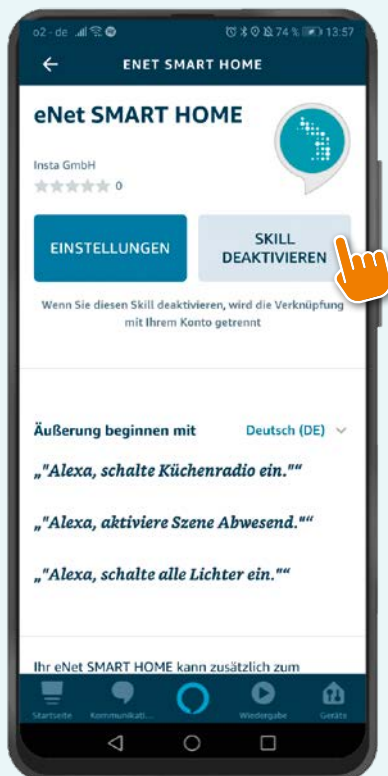 o2 - de 74 % 13:57
ENET SMART HOME
eNet SMART HOME
Insta GmbH
0
EINSTELLUNGEN
SKILL
DEAKTIVIEREN
Wenn Sie diesen Skill deaktivieren, wird die Verknüpfung
mit Ihrem Konto getrennt
Äußerung beginnen mit Deutsch (DE)
„"Alexa, schalte Küchenradio ein."“
„"Alexa, aktiviere Szene Abwesend."“
„"Alexa, schalte alle Lichter ein."“
Ihr eNet SMART HOME kann zusätzlich zum
Startseite Kommunikati... Wiedergabe Geräte